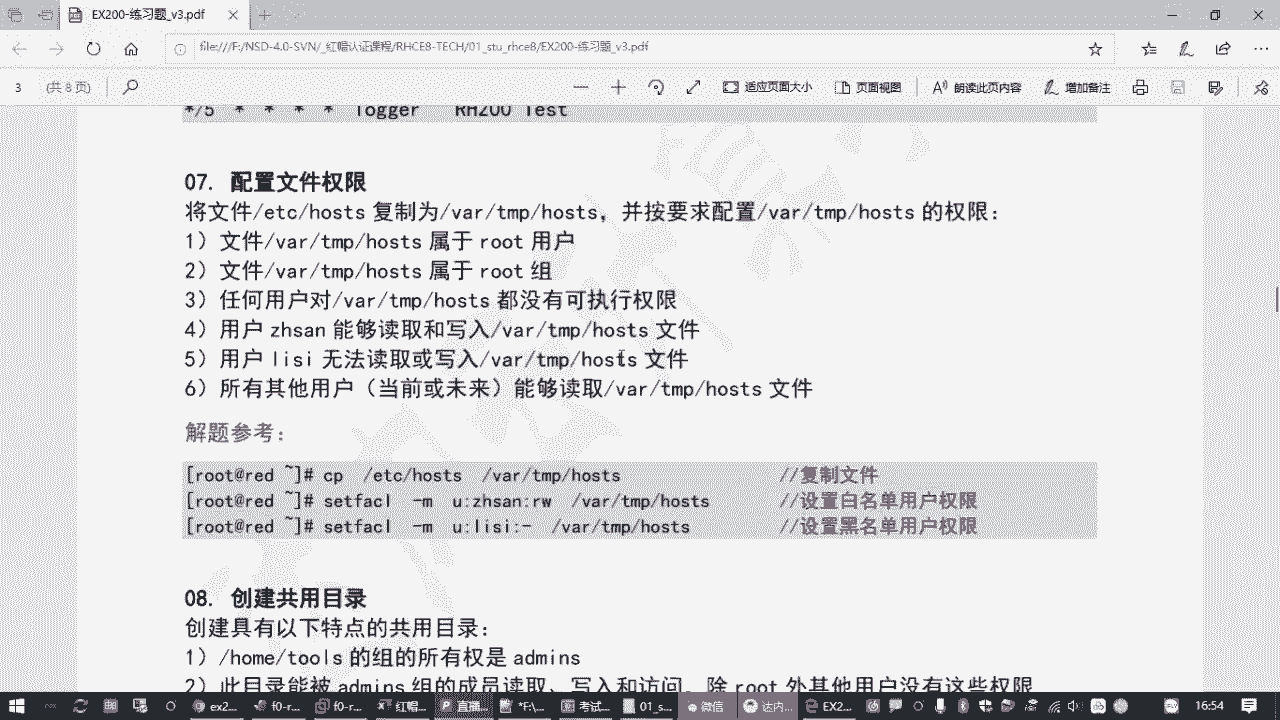 EX200-练习题_v3.pdf
file:///F:/NSD-4.0-SVN/_红帽认证课程/RHCE8-TECH/01_stu_rhce8/EX200-练习题_v3.pdf
3 (共 8 页) 适应页面大小 页面视图 朗读此页内容 增加备注
*/5 * * * * logger RH200 Test
07. 配置文件权限
将文件/etc/hosts 复制为/var/tmp/hosts，并按要求配置/var/tmp/hosts 的权限：
1）文件/var/tmp/hosts 属于 root 用户
2）文件/var/tmp/hosts 属于 root 组
3）任何用户对/var/tmp/hosts 都没有可执行权限
4）用户 zhsan 能够读取和写入/var/tmp/hosts 文件
5）用户 lisi 无法读取或写入/var/tmp/hosts 文件
6）所有其他用户（当前或未来）能够读取/var/tmp/hosts 文件
解题参考：
[root@red ~]# cp /etc/hosts /var/tmp/hosts //复制文件
[root@red ~]# setfacl -m u:zhsan:rw /var/tmp/hosts //设置白名单用户权限
[root@red ~]# setfacl -m u:lisi:- /var/tmp/hosts //设置黑名单用户权限
08. 创建共用目录
创建具有以下特点的共用目录：
1）/home/tools 的组的所有权是 admins
2）此目录能被 admins 组的成员读取、写入和访问，除 root 外其他用户没有这些权限
ex2... f0-r... f0-r... 红帽... 直播... *F:\... 考试... 01_s... 微信 达内... EX2... 16:54